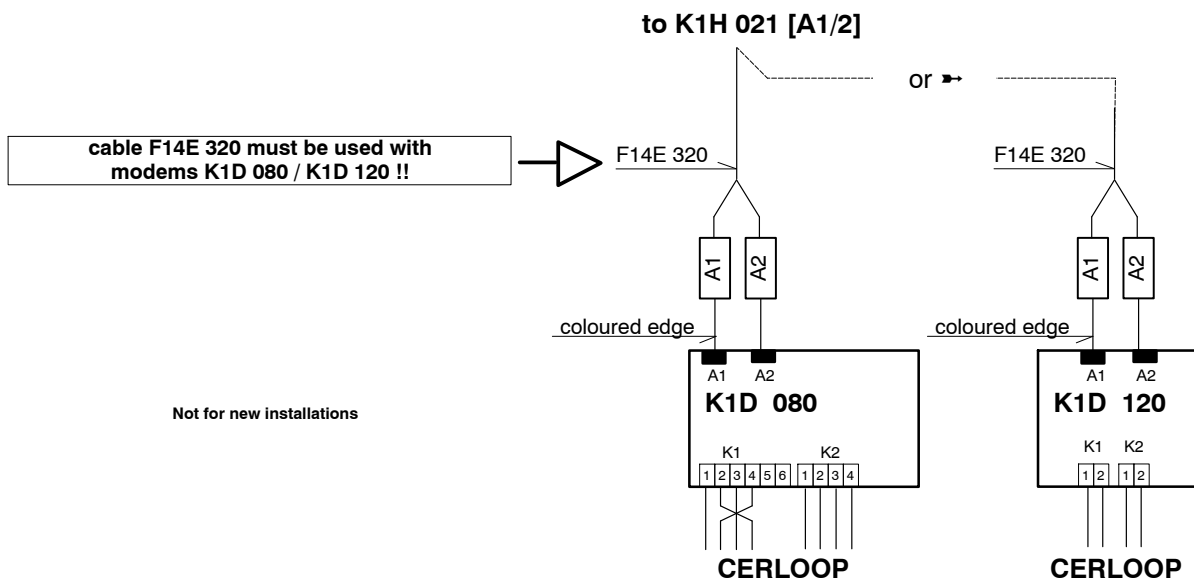 to K1H 021 [A1/2]
or
cable F14E 320 must be used with
modems K1D 080 / K1D 120 !!
F14E 320
F14E 320
A1
A2
A1
A2
coloured edge
coloured edge
A1 A2
A1 A2
K1D 080
K1D 120
Not for new installations
K1 K2
K1 K2
1 2 3 4 5 6 1 2 3 4
1 2 1 2
CERLOOP
CERLOOP